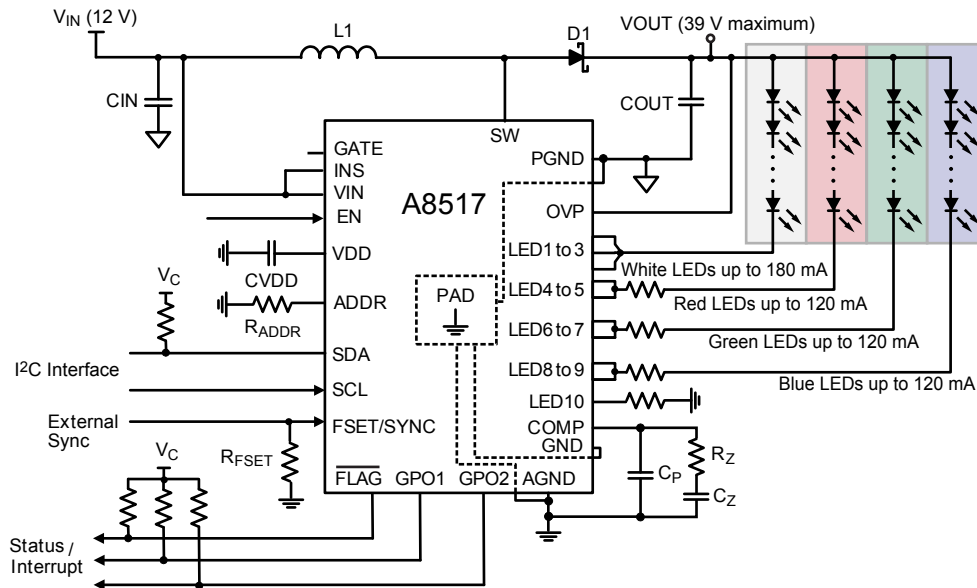 VIN (12 V)
L1
D1
VOUT (39 V maximum)
CIN
COUT
SW
GATE
INS
VIN
EN
VDD
CVDD
ADDR
RADDR
VC
SDA
I²C Interface
SCL
External
Sync
FSET/SYNC
RFSET
A8517
PAD
PGND
OVP
LED1 to 3
White LEDs up to 180 mA
LED4 to 5
Red LEDs up to 120 mA
LED6 to 7
Green LEDs up to 120 mA
LED8 to 9
Blue LEDs up to 120 mA
LED10
COMP
GND
RZ
CP
CZ
FLAG
GPO1
GPO2
AGND
VC
Status /
Interrupt